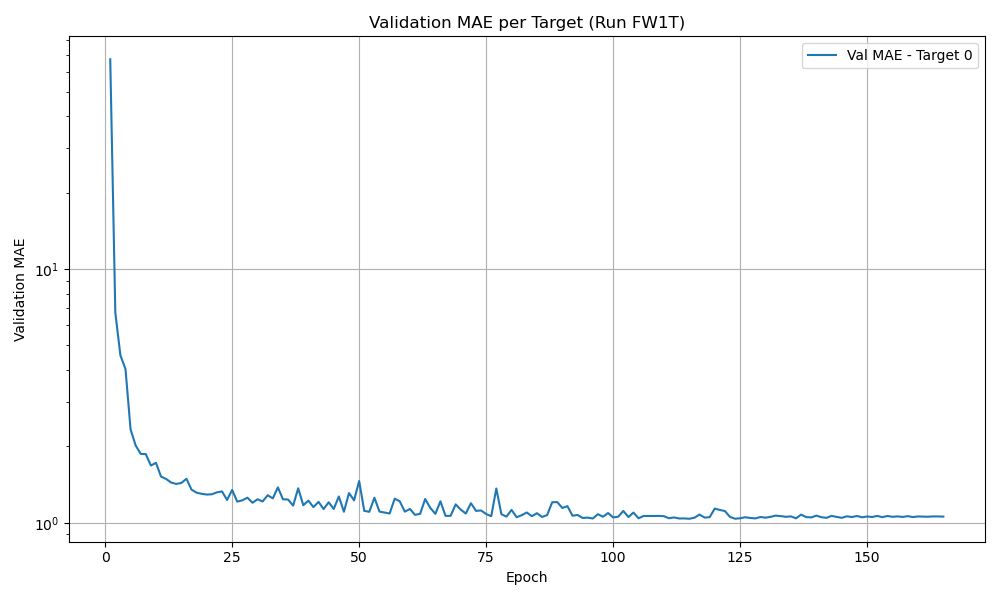 Validation MAE per Target (Run FW1T)
Val MAE - Target 0
Validation MAE
10¹
10⁰
0 25 50 75 100 125 150
Epoch